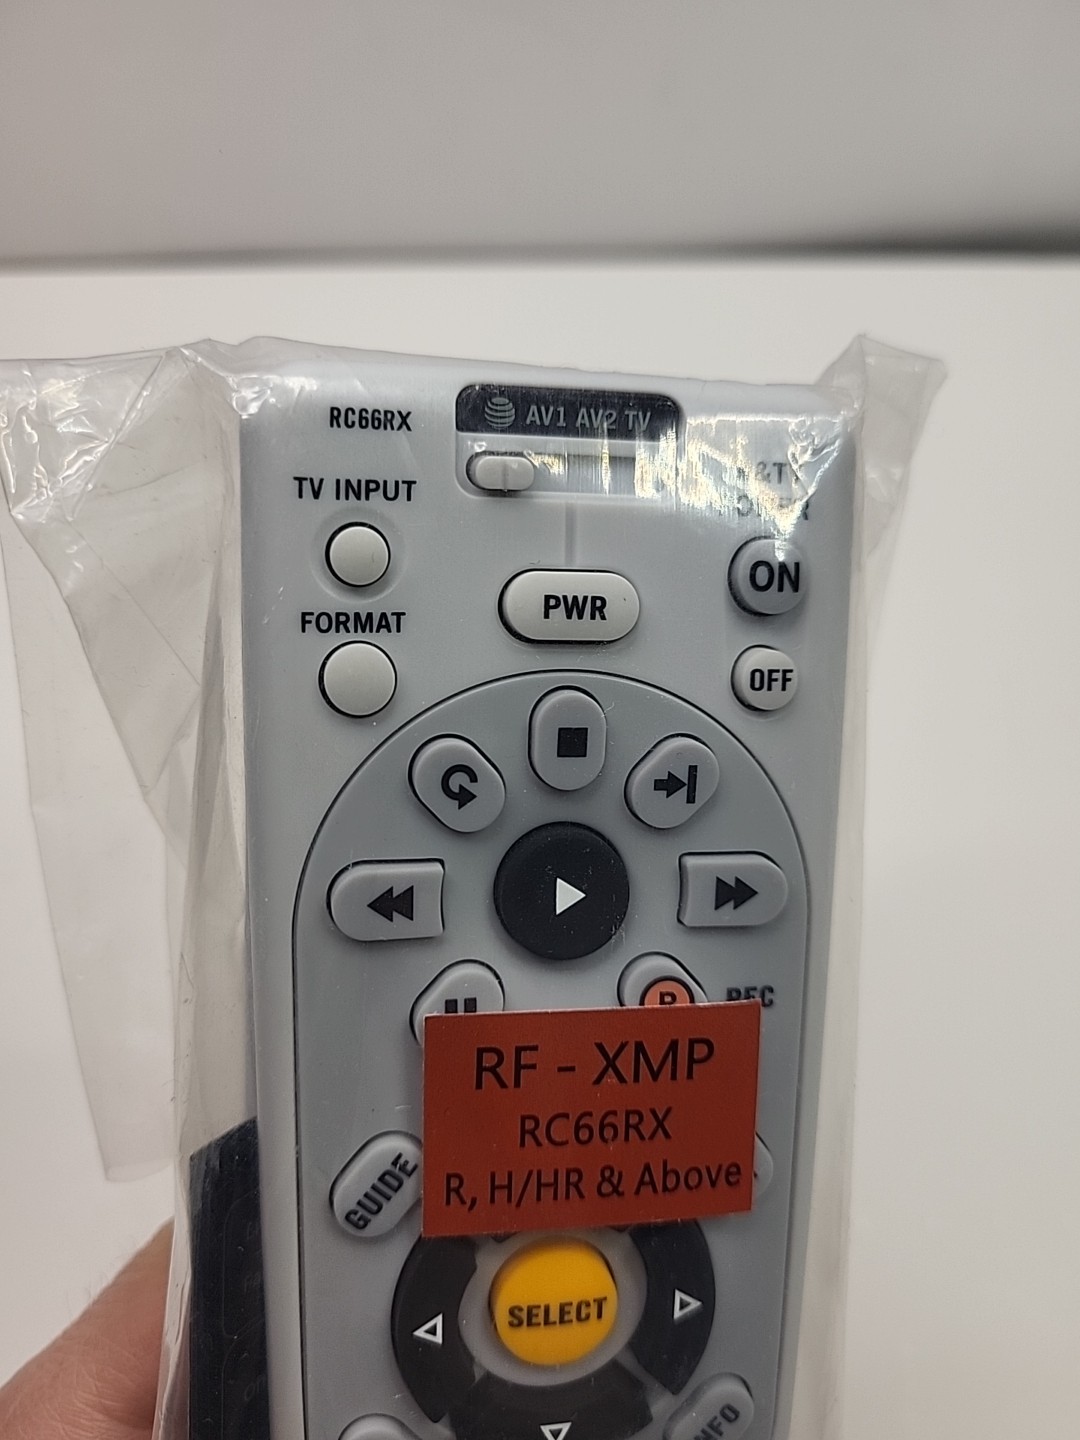 RC66RX
AV1 AV2 TV
TV INPUT
ON
FORMAT
PWR
OFF
R REC
RF - XMP
RC66RX
R, H/HR & Above
GUIDE
SELECT